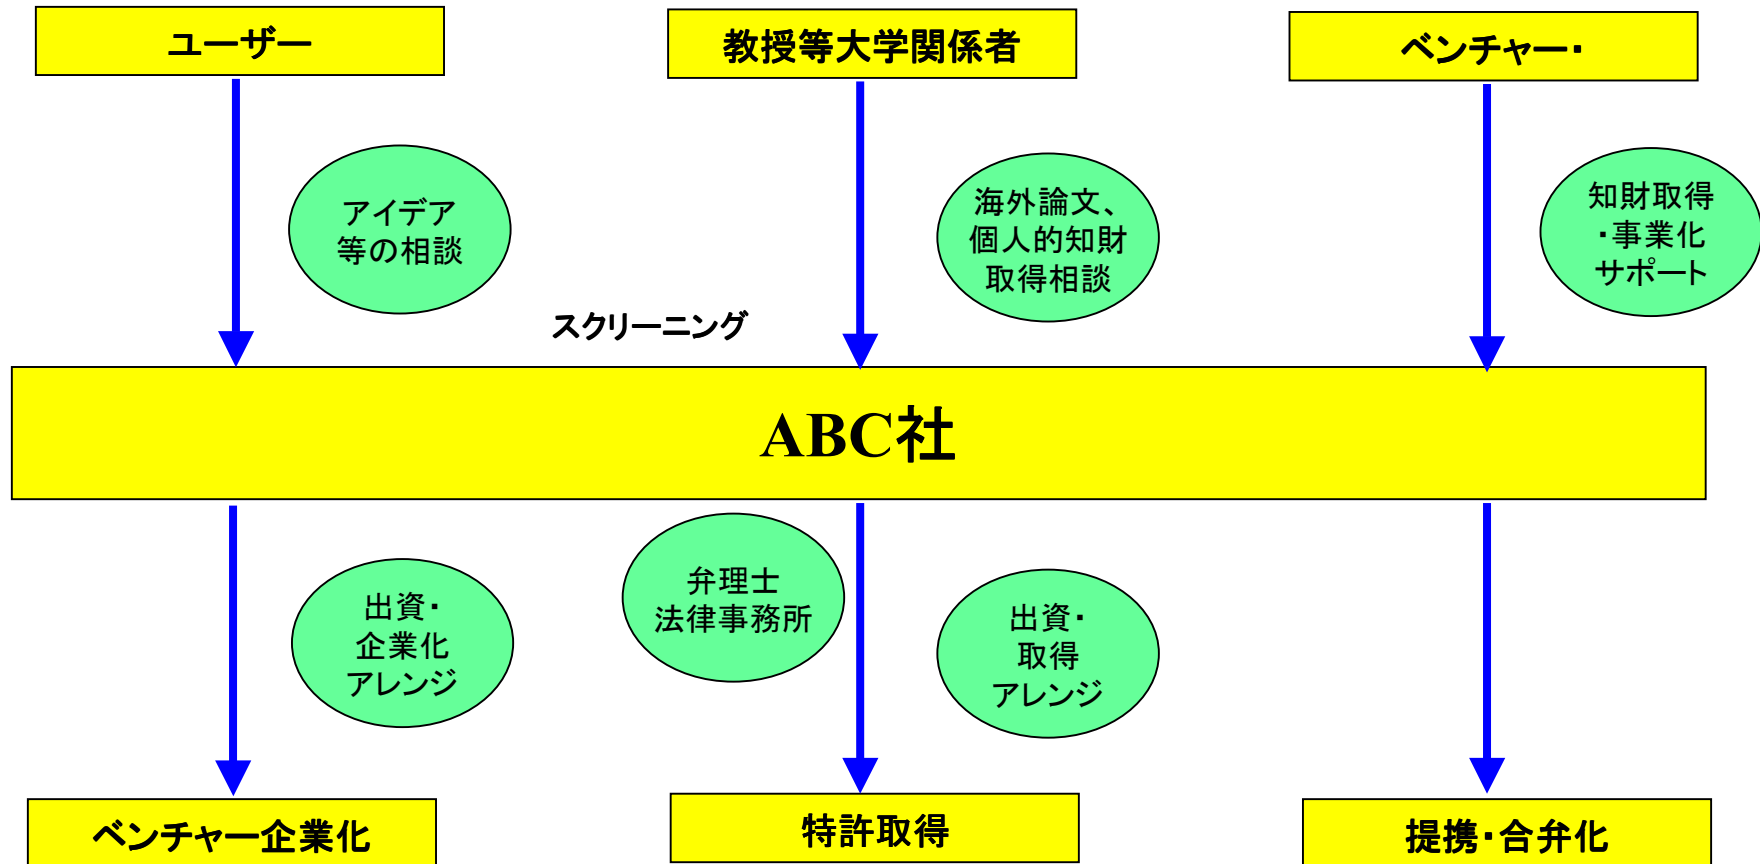 ユーザー
教授等大学関係者
ベンチャー・
アイデア
等の相談
海外論文、
個人的知財
取得相談
知財取得
・事業化
サポート
スクリーニング
ABC社
出資・
企業化
アレンジ
弁理士
法律事務所
出資・
取得
アレンジ
ベンチャー企業化
特許取得
提携・合弁化